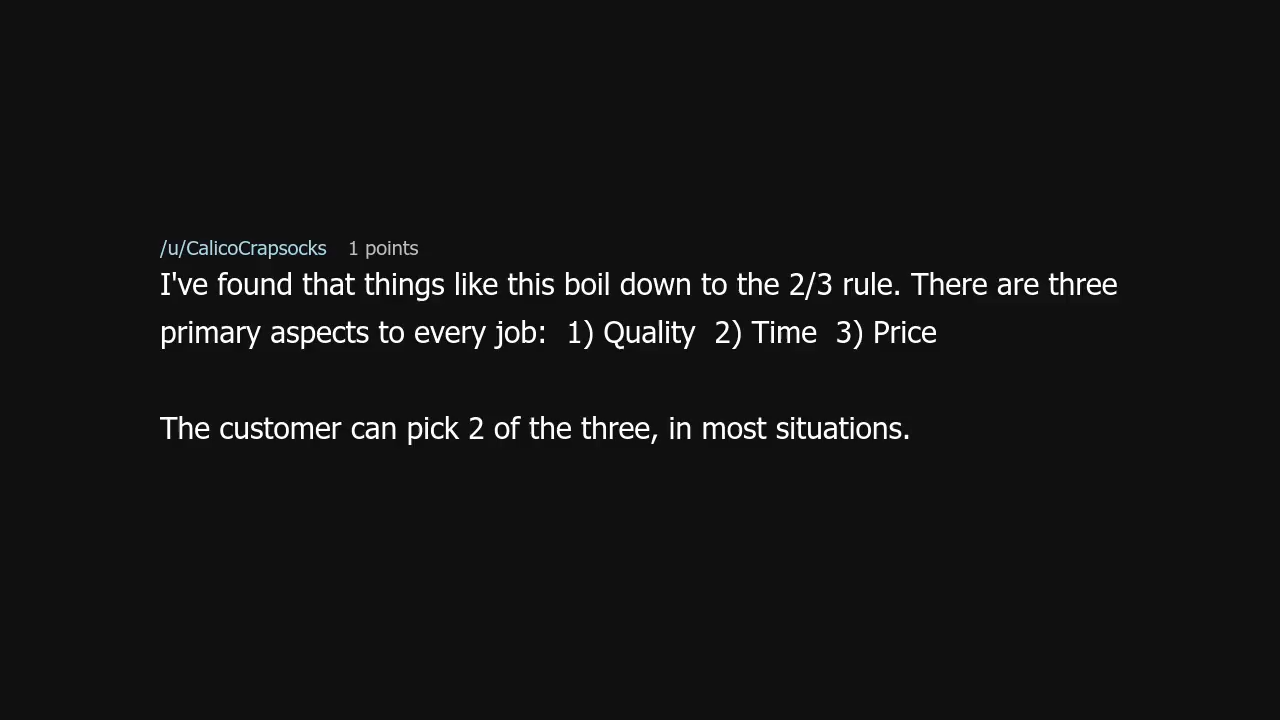 /u/CalicoCrapsocks 1 points
I've found that things like this boil down to the 2/3 rule. There are three
primary aspects to every job:  1) Quality  2) Time  3) Price
The customer can pick 2 of the three, in most situations.